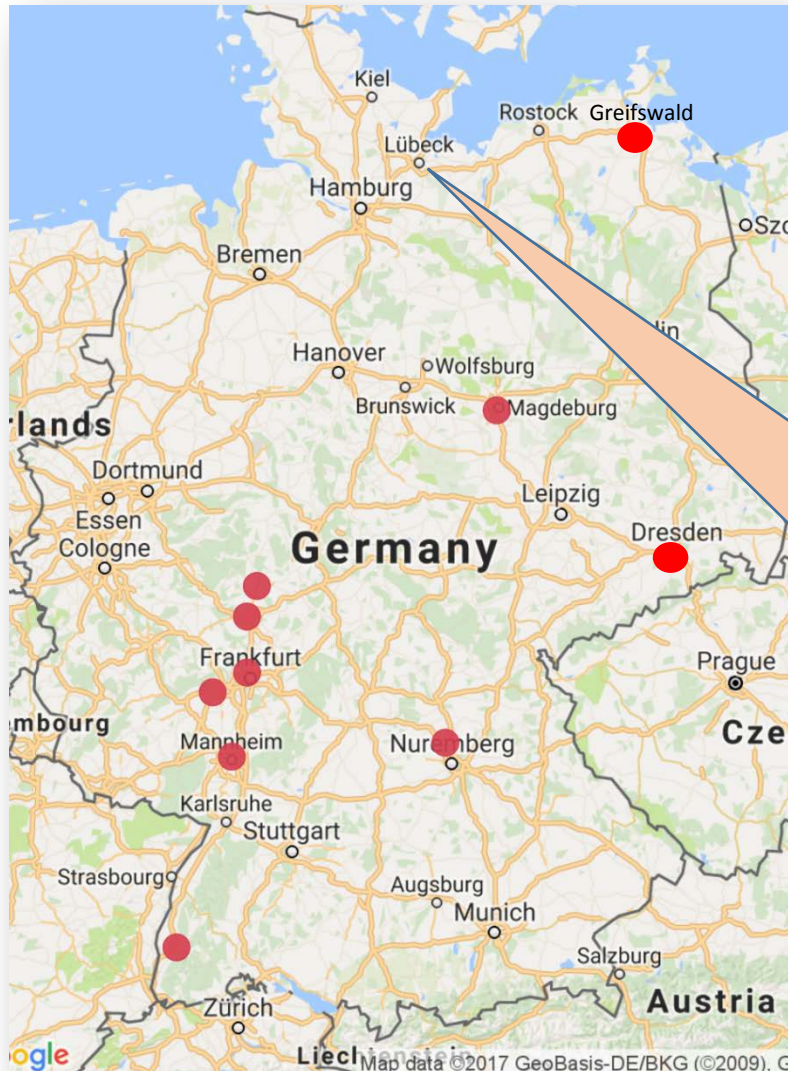 Kiel
Rostock
Greifswald
Lübeck
Hamburg
Szc
Bremen
lin
Hanover
Wolfsburg
Brunswick
Magdeburg
rlands
Dortmund
Essen
Leipzig
Cologne
Germany
Dresden
Frankfurt
Prague
mbourg
Cze
Mannheim
Nuremberg
Karlsruhe
Stuttgart
Strasbourg
Augsburg
Munich
Salzburg
Zürich
Austria
ogle
Liechtenstein
Map data ©2017 GeoBasis-DE/BKG (©2009), G